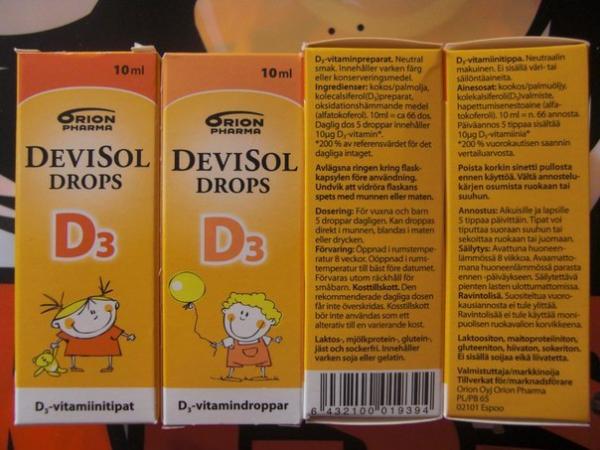 10 ml
ORION
PHARMA
DEVISOL
DROPS
D3
D3-vitamiinitipat
10 ml
ORION
PHARMA
DEVISOL
DROPS
D3
D3-vitamindroppar
D3-vitaminpreparat. Neutral
smak. Innehåller varken färg
eller konserveringsmedel.
Ingredienser: kokos/palmolja,
kolecalsiferol(D3)preparat,
oksidationshämmande medel
(alfatokoferol). 10ml = ca 66 dos.
Daglig dos 5 droppar innehåller
10µg D3-vitamin*.
*200 % av referensvärdet för det
dagliga intaget.
Avlägsna ringen kring flask-
kapsylen före användning.
Undvik att vidröra flaskans
spets med munnen eller maten.
Dosering: För vuxna och barn
5 droppar dagligen. Kan droppas
direkt i munnen, blandas i maten
eller drycken.
Förvaring: Öppnad i rumstempe-
ratur 8 veckor. Oöppnad i rums-
temperatur till bäst före datumet.
Förvaras utom räckhåll för
småbarn. Kosttillskott. Den
rekommenderade dagliga dosen
får inte överskridas. Kosttillskott
bör inte användas som ett
alterativ till en varierande kost.
Laktos-, mjölkprotein-, glutein-,
jäst och sockerfri. Innehåller
varken soja eller gelatin.
6 432100 019394
D3-vitamiinitippa. Neutraalin
makuinen. Ei sisällä väri- tai
säilöntäaineita.
Ainesosat: kookos/palmuöljy,
kolekalsiferoli(D3)valmiste,
hapettumisenestoaine (alfa-
tokoferoli). 10 ml = n. 66 annosta.
Päiväannos 5 tippaa sisältää
10µg D3-vitamiinia*
*200 % vuorokautisen saannin
vertailuarvosta.
Poista korkin sinetti pullosta
ennen käyttöä. Vältä annostelu-
kärjen osumista ruokaan tai
suuhun.
Annostus: Aikuisille ja lapsille
5 tippaa päivittäin. Tipat voi
tiputtaa suoraan suuhun tai
sekoittaa ruokaan tai juomaan.
Säilytys: Avattuna huoneen-
lämmössä 8 viikkoa. Avaamatto-
mana huoneenlämmössä parasta
ennen -päiväykseen. Säilytettävä
pienten lasten ulottumattomissa.
Ravintolisä. Suositeltua vuoro-
kausiannosta ei tule ylittää.
Ravintolisää ei tule käyttää moni-
puolisen ruokavalion korvikkeena.
Laktoositon, maitoproteiiniton,
gluteeniton, hiivaton, sokeriton.
Ei sisällä soijaa eikä liivatetta.
Valmistuttaja/markkinoija
Tillverkat för/marknadsförare
Orion Oyj Orion Pharma
PL/PB 65
02101 Espoo